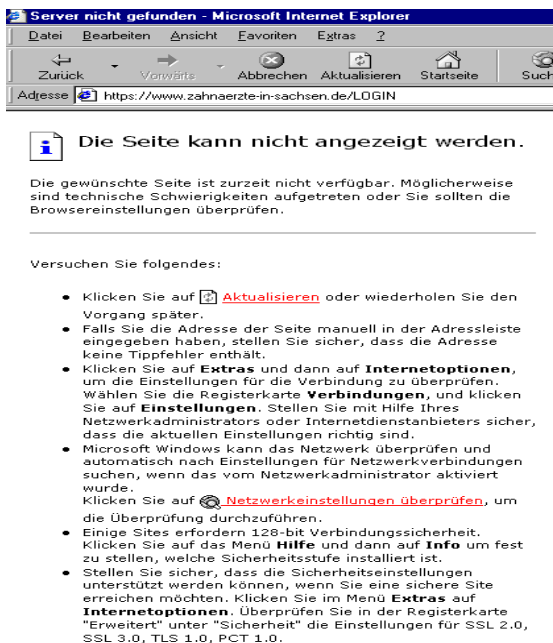 Server nicht gefunden - Microsoft Internet Explorer
Datei Bearbeiten Ansicht Favoriten Extras ?
Zurück Vorwärts Abbrechen Aktualisieren Startseite Such
Adresse https://www.zahnaerzte-in-sachsen.de/LOGIN
Die Seite kann nicht angezeigt werden.
Die gewünschte Seite ist zurzeit nicht verfügbar. Möglicherweise
sind technische Schwierigkeiten aufgetreten oder Sie sollten die
Browsereinstellungen überprüfen.
Versuchen Sie folgendes:
• Klicken Sie auf Aktualisieren oder wiederholen Sie den
Vorgang später.
• Falls Sie die Adresse der Seite manuell in der Adressleiste
eingegeben haben, stellen Sie sicher, dass die Adresse
keine Tippfehler enthält.
• Klicken Sie auf Extras und dann auf Internetoptionen,
um die Einstellungen für die Verbindung zu überprüfen.
Wählen Sie die Registerkarte Verbindungen, und klicken
Sie auf Einstellungen. Stellen Sie mit Hilfe Ihres
Netzwerkadministrators oder Internetdienstanbieters sicher,
dass die aktuellen Einstellungen richtig sind.
• Microsoft Windows kann das Netzwerk überprüfen und
automatisch nach Einstellungen für Netzwerkverbindungen
suchen, wenn das vom Netzwerkadministrator aktiviert
wurde.
Klicken Sie auf Netzwerkeinstellungen überprüfen, um
die Überprüfung durchzuführen.
• Einige Sites erfordern 128-bit Verbindungssicherheit.
Klicken Sie auf das Menü Hilfe und dann auf Info um fest
zu stellen, welche Sicherheitsstufe installiert ist.
• Stellen Sie sicher, dass die Sicherheitseinstellungen
unterstützt werden können, wenn Sie eine sichere Site
erreichen möchten. Klicken Sie im Menü Extras auf
Internetoptionen. Überprüfen Sie in der Registerkarte
"Erweitert" unter "Sicherheit" die Einstellungen für SSL 2.0,
SSL 3.0, TLS 1.0, PCT 1.0.